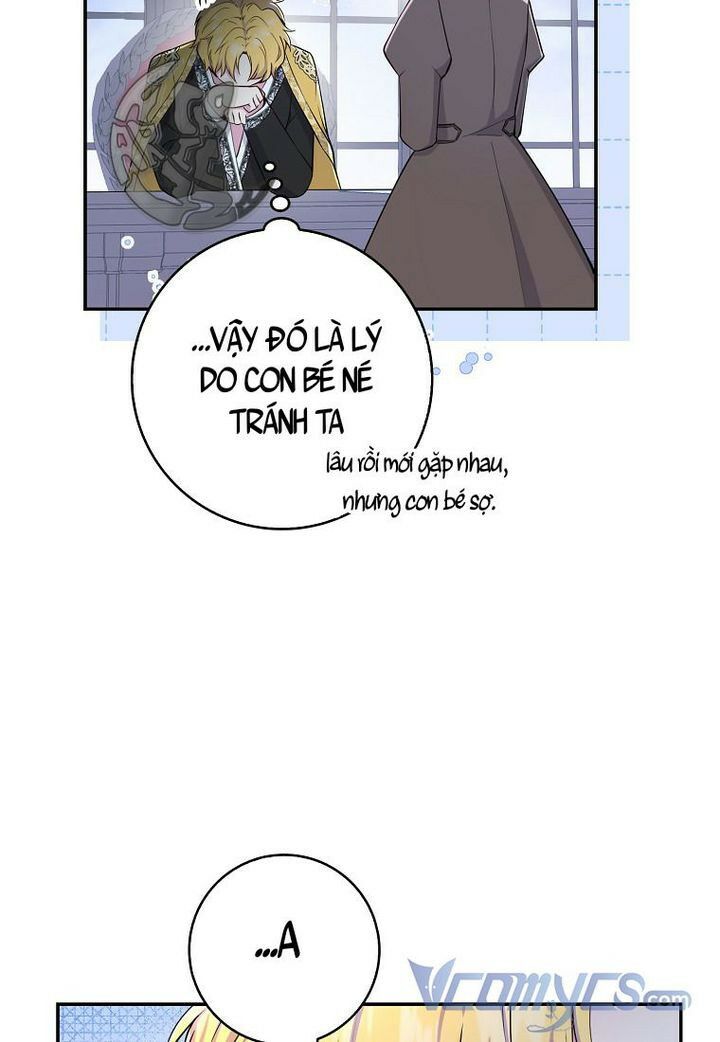 ...VẬY ĐÓ LÀ LÝ
DO CON BÉ NÉ
TRÁNH TA
lâu rồi mới gặp nhau,
nhưng con bé sợ.
...A
VCOMYCS.com